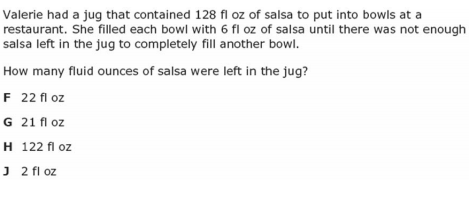 Valerie had a jug that contained 128 fl oz of salsa to put into bowls at a
restaurant. She filled each bowl with 6 fl oz of salsa until there was not enough
salsa left in the jug to completely fill another bowl.
How many fluid ounces of salsa were left in the jug?
F 22 fl oz
G 21 fl oz
H 122 fl oz
J 2 fl oz